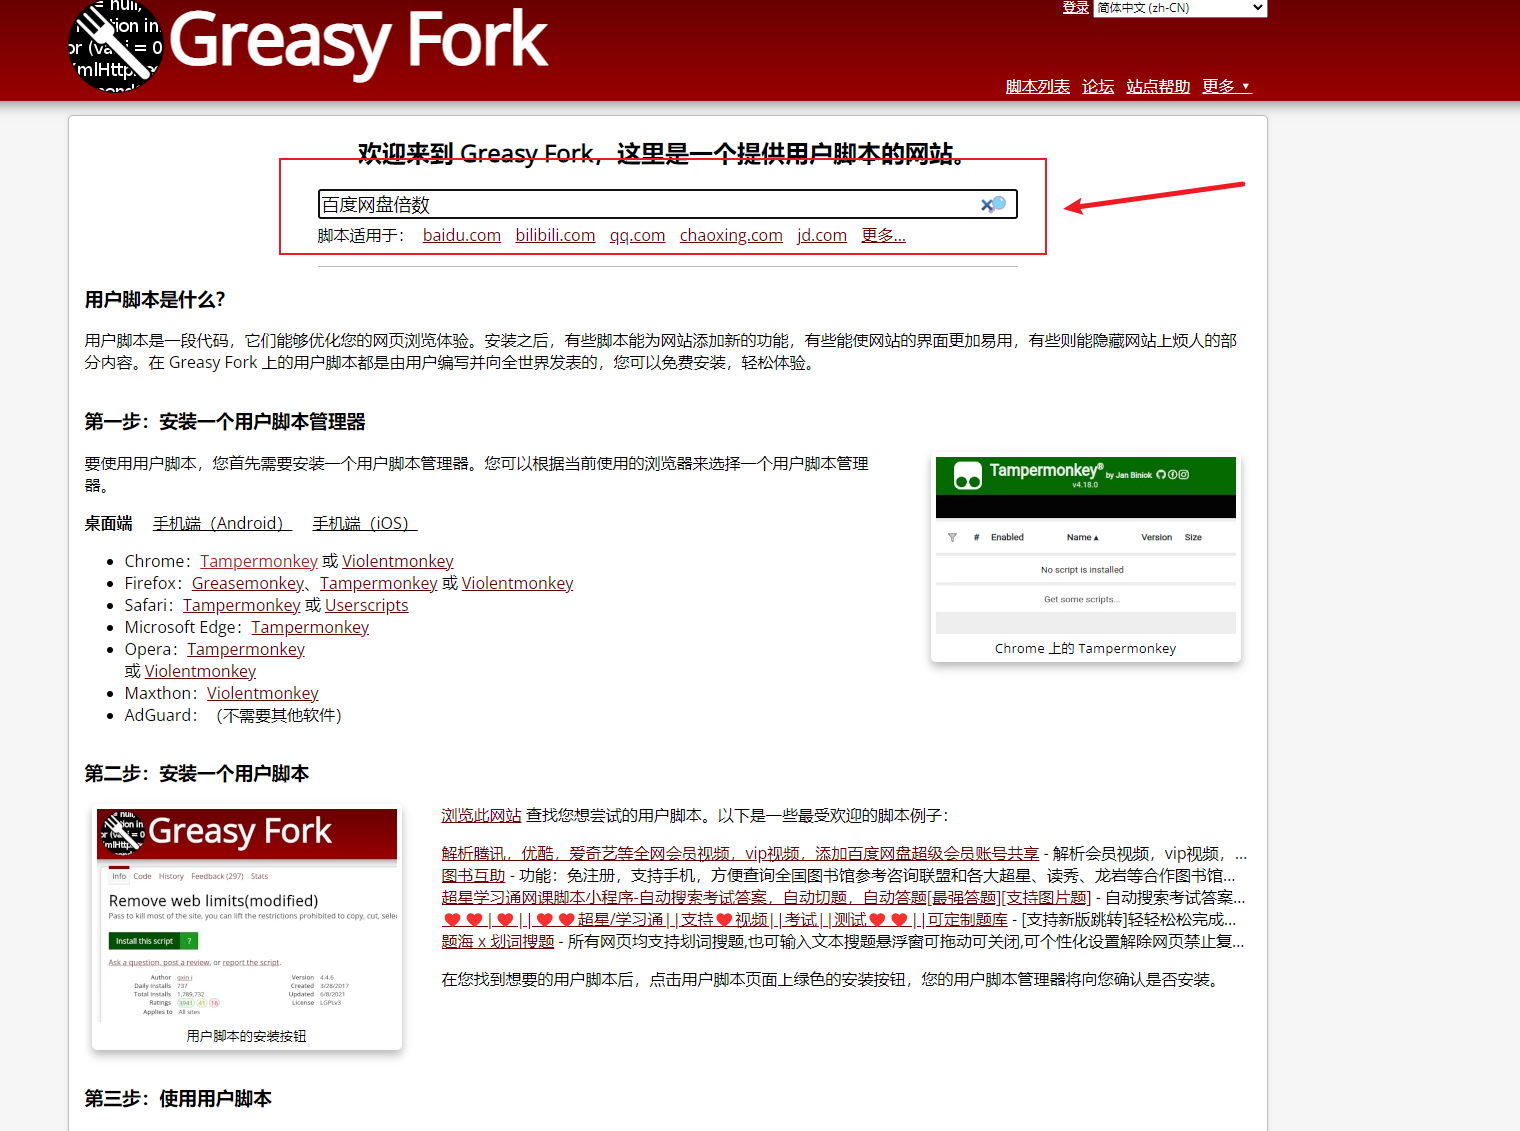 = null,
tion in
or (va i = 0
mlHttp
Greasy Fork
登录 简体中文 (zh-CN)
脚本列表 论坛 站点帮助 更多 ▼
欢迎来到 Greasy Fork，这里是一个提供用户脚本的网站。
百度网盘倍数
脚本适用于： baidu.com bilibili.com qq.com chaoxing.com jd.com 更多...
用户脚本是什么？
用户脚本是一段代码，它们能够优化您的网页浏览体验。安装之后，有些脚本能为网站添加新的功能，有些能使网站的界面更加易用，有些则能隐藏网站上烦人的部
分内容。在 Greasy Fork 上的用户脚本都是由用户编写并向全世界发表的，您可以免费安装，轻松体验。
第一步：安装一个用户脚本管理器
要使用用户脚本，您首先需要安装一个用户脚本管理器。您可以根据当前使用的浏览器来选择一个用户脚本管理
器。
桌面端 手机端（Android） 手机端（iOS）
Chrome：Tampermonkey 或 Violentmonkey
Firefox：Greasemonkey、Tampermonkey 或 Violentmonkey
Safari：Tampermonkey 或 Userscripts
Microsoft Edge：Tampermonkey
Opera：Tampermonkey
或 Violentmonkey
Maxthon：Violentmonkey
AdGuard：（不需要其他软件）
Tampermonkey® by Jan Biniok
v4.18.0
# Enabled Name ▴ Version Size
No script is installed
Get some scripts...
Chrome 上的 Tampermonkey
第二步：安装一个用户脚本
Greasy Fork
Info Code History Feedback (297) Stats
Remove web limits(modified)
Pass to kill most of the site, you can lift the restrictions prohibited to copy, cut, sele
Install this script ?
Ask a question, post a review, or report the script.
Author qxin i Version 4.4.6
Daily installs 737 Created 3/28/2017
Total installs 1,789,732 Updated 6/8/2021
Ratings 3941 41 16 License LGPLv3
Applies to All sites
用户脚本的安装按钮
浏览此网站 查找您想尝试的用户脚本。以下是一些最受欢迎的脚本例子：
解析腾讯，优酷，爱奇艺等全网会员视频，vip视频，添加百度网盘超级会员账号共享 - 解析会员视频，vip视频，...
图书互助 - 功能：免注册，支持手机，方便查询全国图书馆参考咨询联盟和各大超星、读秀、龙岩等合作图书馆...
超星学习通网课脚本小程序-自动搜索考试答案，自动切题，自动答题[最强答题][支持图片题] - 自动搜索考试答案...
❤️❤️|❤️||❤️❤️超星/学习通||支持❤️视频||考试||测试❤️❤️||可定制题库 - [支持新版跳转]轻轻松松完成...
题海 x 划词搜题 - 所有网页均支持划词搜题,也可输入文本搜题悬浮窗可拖动可关闭,可个性化设置解除网页禁止复...
在您找到想要的用户脚本后，点击用户脚本页面上绿色的安装按钮，您的用户脚本管理器将向您确认是否安装。
第三步：使用用户脚本